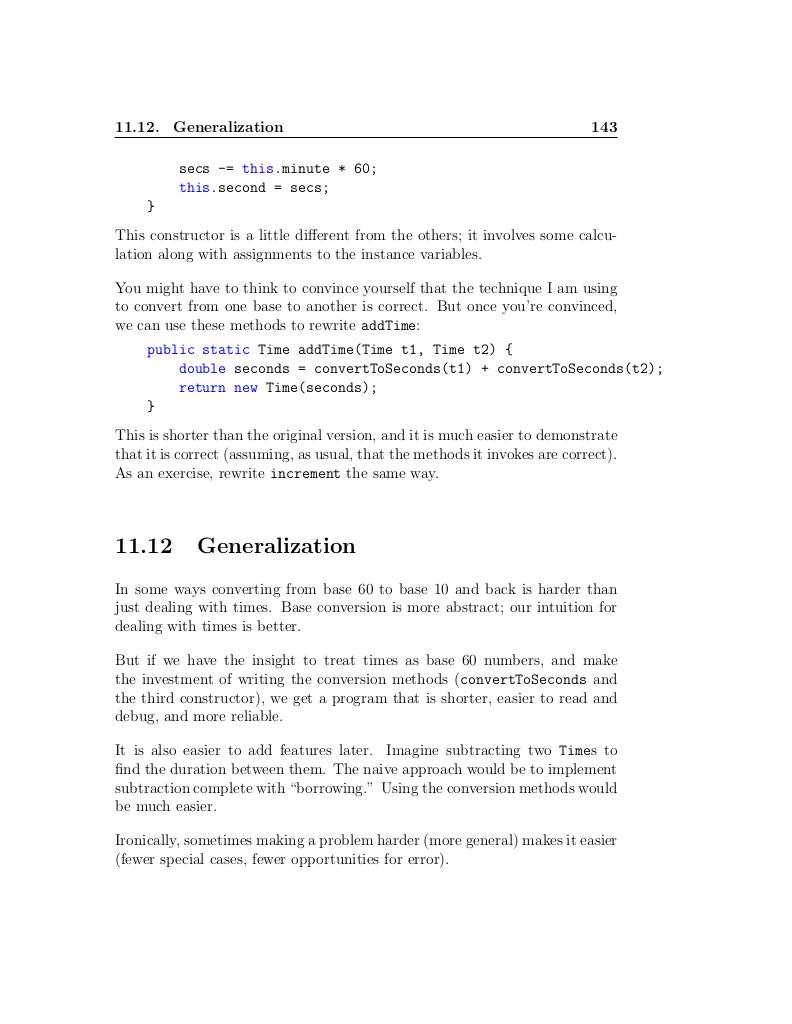 11.12. Generalization 143
secs -= this.minute * 60;
this.second = secs;
}
This constructor is a little different from the others; it involves some calcu-
lation along with assignments to the instance variables.
You might have to think to convince yourself that the technique I am using
to convert from one base to another is correct. But once you're convinced,
we can use these methods to rewrite addTime:
public static Time addTime(Time t1, Time t2) {
double seconds = convertToSeconds(t1) + convertToSeconds(t2);
return new Time(seconds);
}
This is shorter than the original version, and it is much easier to demonstrate
that it is correct (assuming, as usual, that the methods it invokes are correct).
As an exercise, rewrite increment the same way.
11.12 Generalization
In some ways converting from base 60 to base 10 and back is harder than
just dealing with times. Base conversion is more abstract; our intuition for
dealing with times is better.
But if we have the insight to treat times as base 60 numbers, and make
the investment of writing the conversion methods (convertToSeconds and
the third constructor), we get a program that is shorter, easier to read and
debug, and more reliable.
It is also easier to add features later. Imagine subtracting two Times to
find the duration between them. The naive approach would be to implement
subtraction complete with “borrowing.” Using the conversion methods would
be much easier.
Ironically, sometimes making a problem harder (more general) makes it easier
(fewer special cases, fewer opportunities for error).